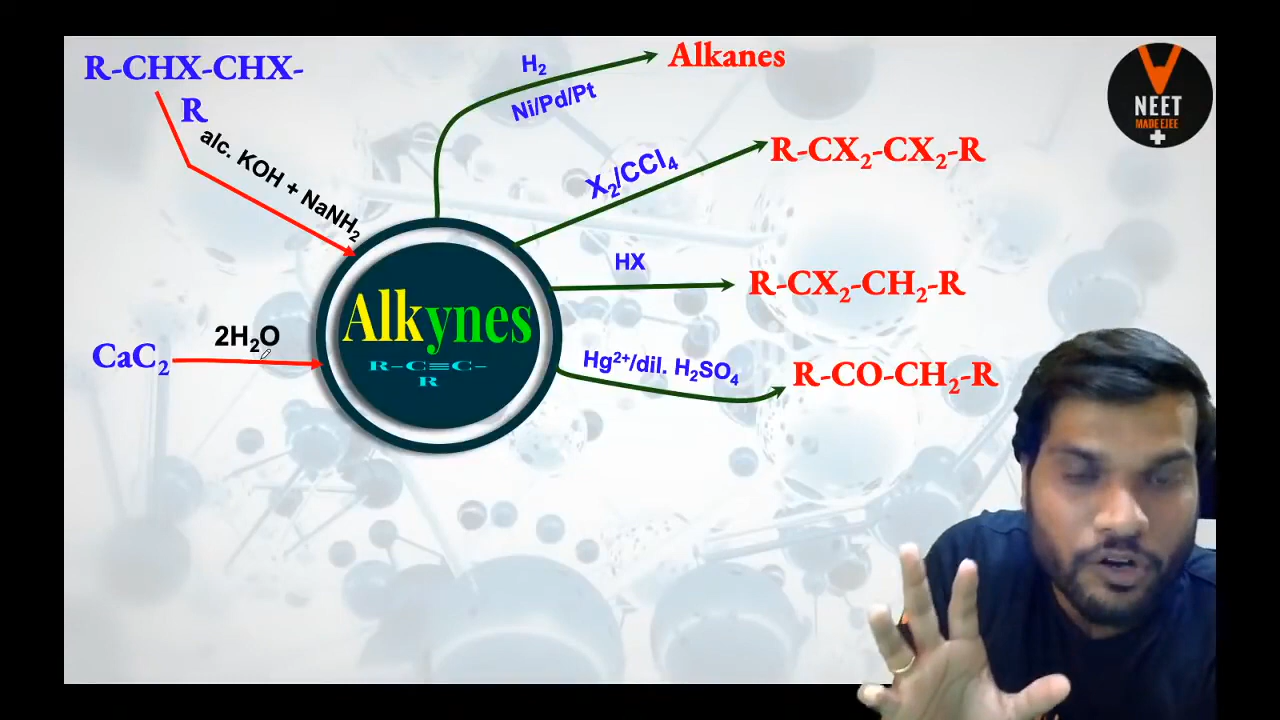 R-CHX-CHX-
R
alc. KOH + NaNH₂
CaC₂
2H₂O
Alkynes
R-C≡C-
R
H₂
Ni/Pd/Pt
Alkanes
X₂/CCl₄
R-CX₂-CX₂-R
HX
R-CX₂-CH₂-R
Hg²⁺/dil. H₂SO₄
R-CO-CH₂-R
NEET
MADE EJEE